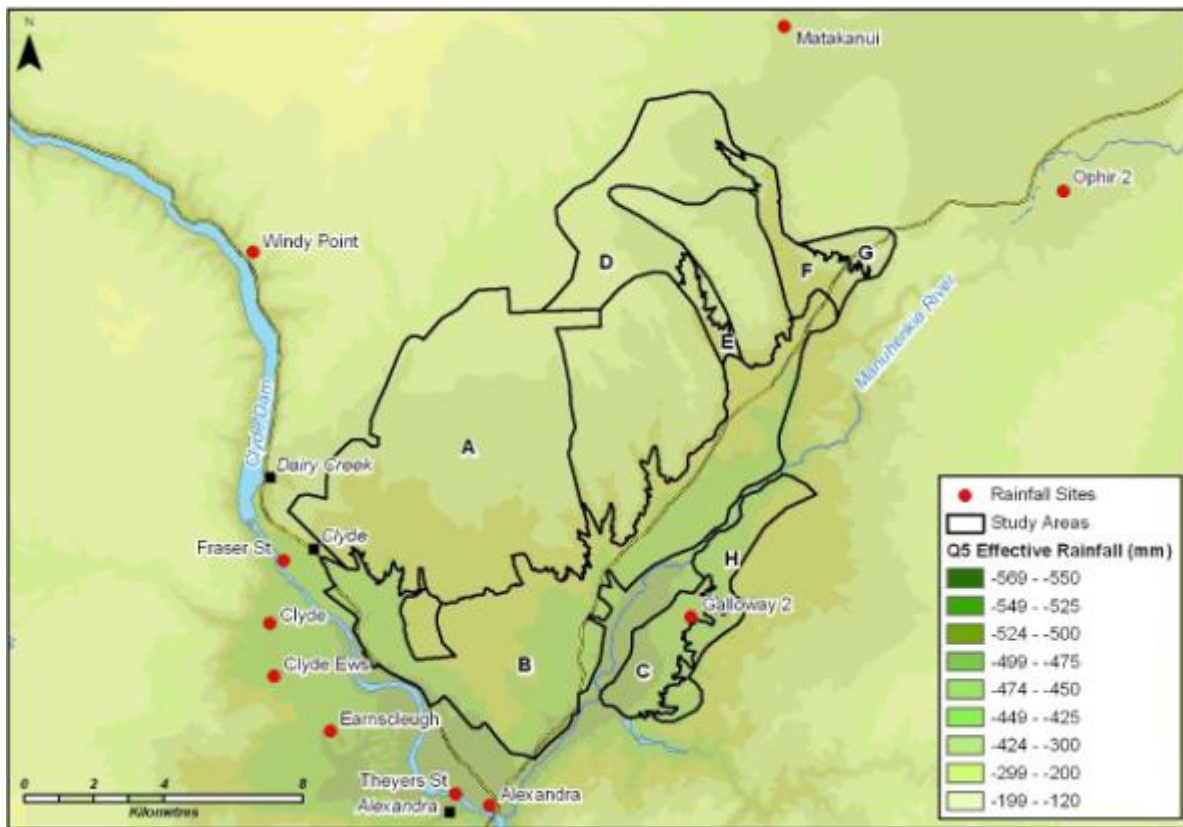 N
Matakanui
Ophir 2
Windy Point
D
F
G
Manuhenkia River
E
Clyde Dam
A
Dairy Creek
Clyde
Fraser St.
H
Galloway 2
Clyde
B
C
Clyde Ews
Earnscleugh
Theyers St
Alexandra
Alexandra
0 2 4 8
Kilometres
Rainfall Sites
Study Areas
Q5 Effective Rainfall (mm)
-569 - -550
-549 - -525
-524 - -500
-499 - -475
-474 - -450
-449 - -425
-424 - -300
-299 - -200
-199 - -120